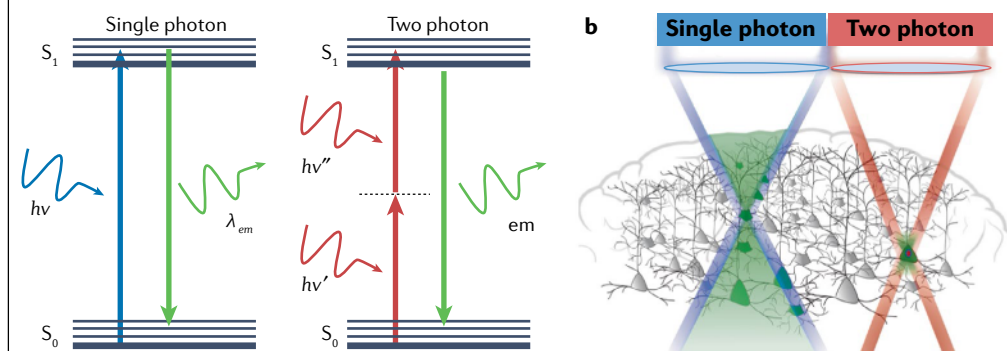 Single photon
Two photon
S₁
S₁
hν
λem
hν″
hν′
em
S₀
S₀
b
Single photon
Two photon